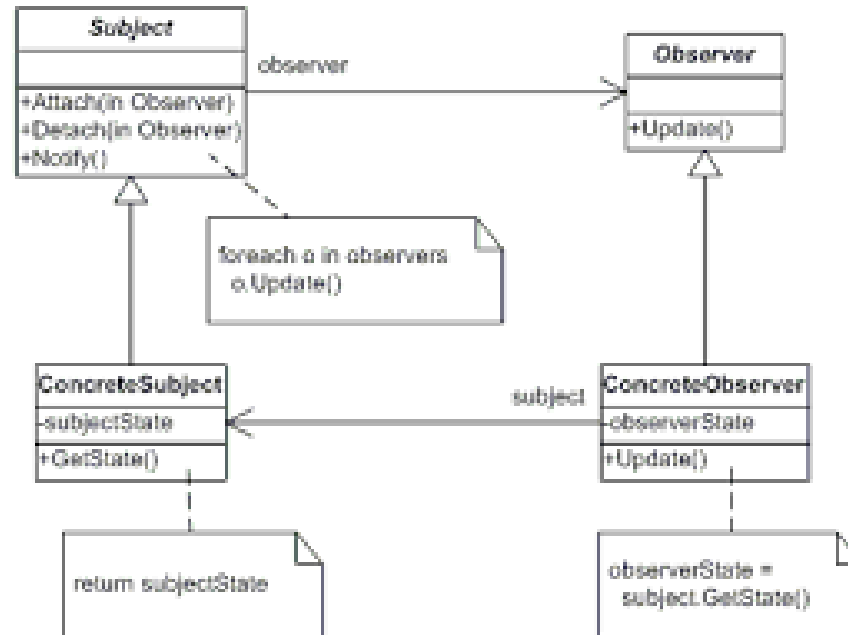 Subject
+Attach(in Observer)
+Detach(in Observer)
+Notify()
observer
Observer
+Update()
foreach o in observers
o.Update()
ConcreteSubject
-subjectState
+GetState()
subject
ConcreteObserver
-observerState
+Update()
return subjectState
observerState =
subject.GetState()